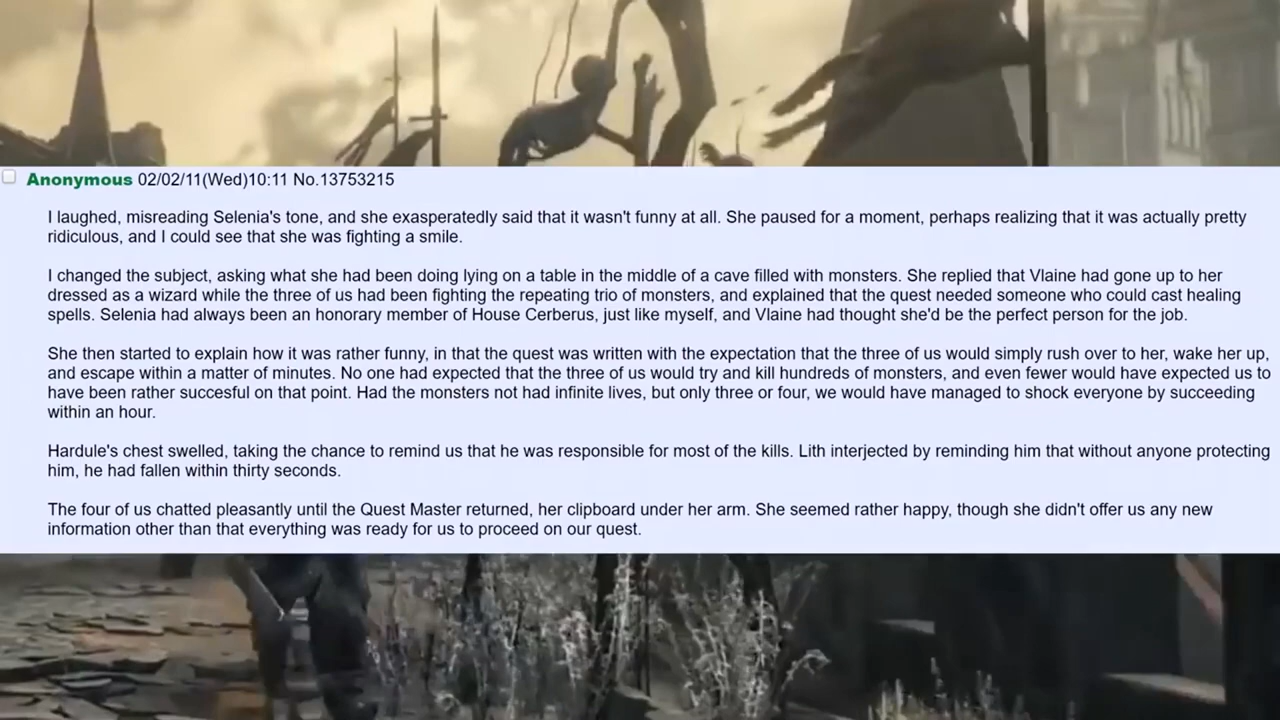 Anonymous 02/02/11(Wed)10:11 No.13753215
I laughed, misreading Selenia's tone, and she exasperatedly said that it wasn't funny at all. She paused for a moment, perhaps realizing that it was actually pretty
ridiculous, and I could see that she was fighting a smile.
I changed the subject, asking what she had been doing lying on a table in the middle of a cave filled with monsters. She replied that Vlaine had gone up to her
dressed as a wizard while the three of us had been fighting the repeating trio of monsters, and explained that the quest needed someone who could cast healing
spells. Selenia had always been an honorary member of House Cerberus, just like myself, and Vlaine had thought she'd be the perfect person for the job.
She then started to explain how it was rather funny, in that the quest was written with the expectation that the three of us would simply rush over to her, wake her up,
and escape within a matter of minutes. No one had expected that the three of us would try and kill hundreds of monsters, and even fewer would have expected us to
have been rather succesful on that point. Had the monsters not had infinite lives, but only three or four, we would have managed to shock everyone by succeeding
within an hour.
Hardule's chest swelled, taking the chance to remind us that he was responsible for most of the kills. Lith interjected by reminding him that without anyone protecting
him, he had fallen within thirty seconds.
The four of us chatted pleasantly until the Quest Master returned, her clipboard under her arm. She seemed rather happy, though she didn't offer us any new
information other than that everything was ready for us to proceed on our quest.